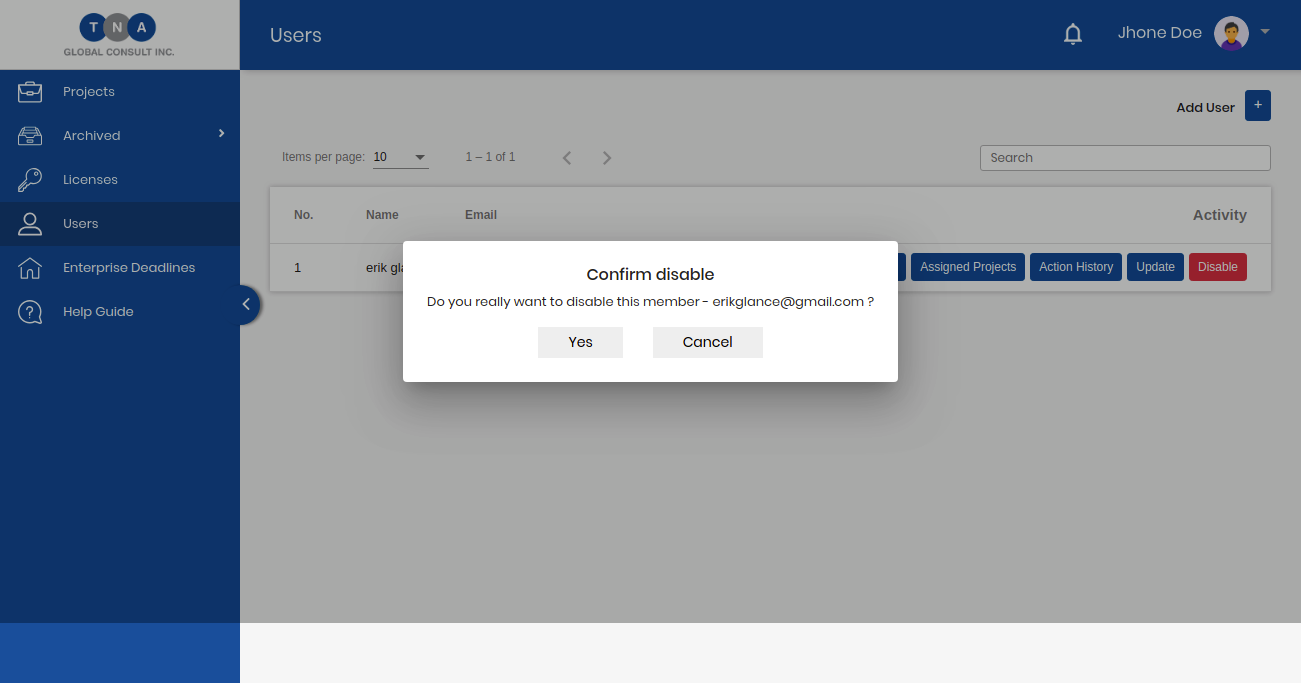 T N A
GLOBAL CONSULT INC.
Users
Jhone Doe
Projects
Archived
Licenses
Users
Enterprise Deadlines
Help Guide
Add User +
Items per page: 10 1 – 1 of 1
Search
No. Name Email Activity
1 erik Assigned Projects Action History Update Disable
Confirm disable
Do you really want to disable this member - erikglance@gmail.com ?
Yes Cancel